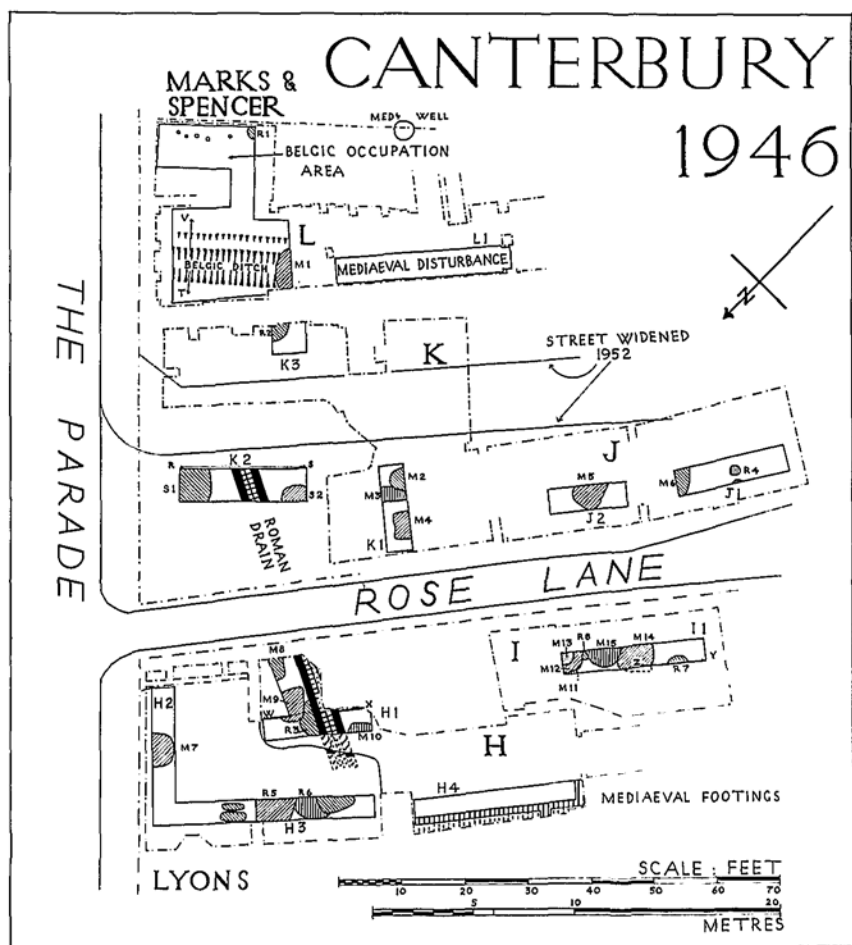 CANTERBURY
1946
MARKS &
SPENCER
MEDL WELL
R1
BELGIC OCCUPATION
AREA
V
L
L1
BELGIC DITCH
M1
MEDIAEVAL DISTURBANCE
T
N
THE PARADE
R2
K3
K
STREET WIDENED
1952
J
R
K2
S
S1
S2
ROMAN
DRAIN
M2
M3
M4
K1
M5
J2
M6
R4
J1
ROSE LANE
M8
I
M13
R8
M15
M14
I1
M12
Z
Y
M11
R7
H2
M9
W
X
H1
R3
M10
M7
H
R5
R6
H3
H4
MEDIAEVAL FOOTINGS
LYONS
SCALE : FEET
10 20 30 40 50 60 70
5 10 20
METRES